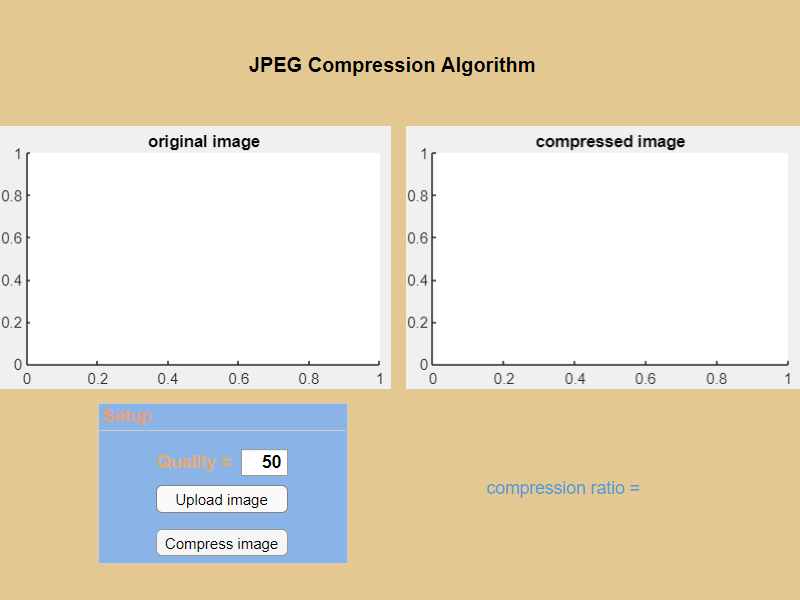 JPEG Compression Algorithm
original image
1
0.8
0.6
0.4
0.2
0
0 0.2 0.4 0.6 0.8 1
compressed image
1
0.8
0.6
0.4
0.2
0
0 0.2 0.4 0.6 0.8 1
Setup
Quality = 50
Upload image
Compress image
compression ratio =